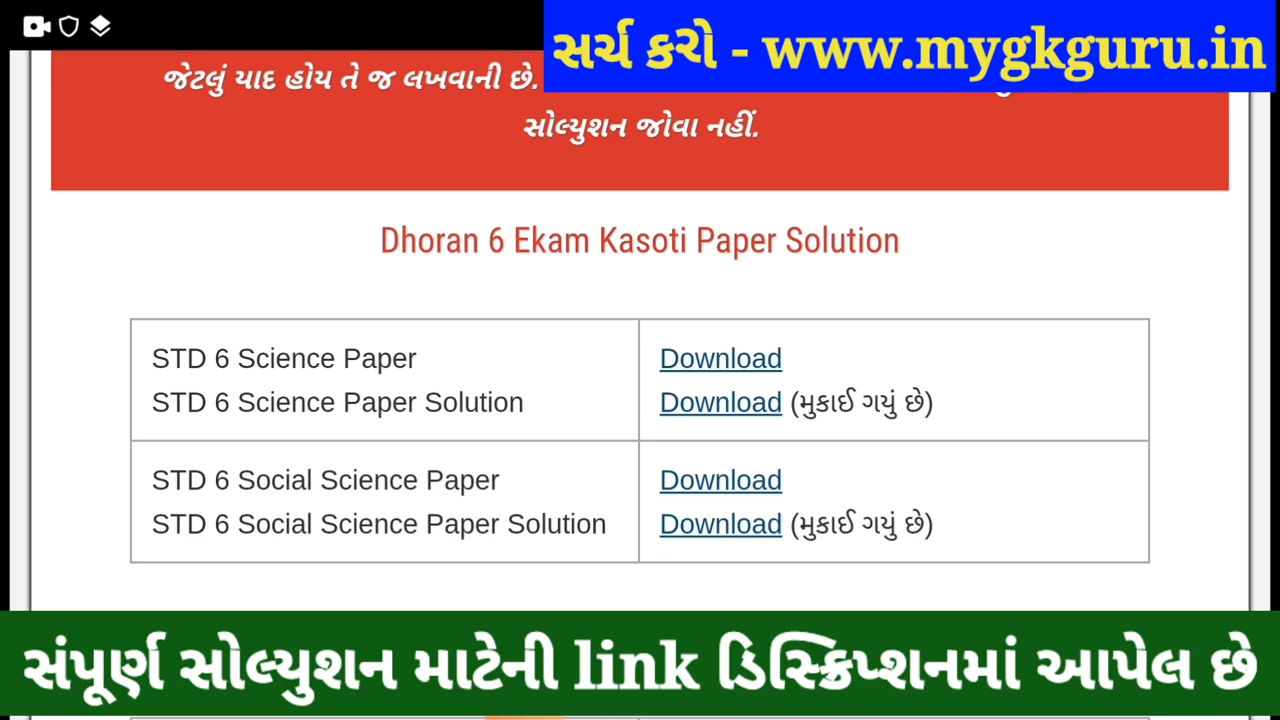 સર્ચ કરો - www.mygkguru.in
જેટલું યાદ હોય તે જ લખવાની છે.
સોલ્યુશન જોવા નહીં.
Dhoran 6 Ekam Kasoti Paper Solution
STD 6 Science Paper
Download
STD 6 Science Paper Solution
Download (મુકાઈ ગયું છે)
STD 6 Social Science Paper
Download
STD 6 Social Science Paper Solution
Download (મુકાઈ ગયું છે)
સંપૂર્ણ સોલ્યુશન માટેની link ડિસ્ક્રિપ્શનમાં આપેલ છે